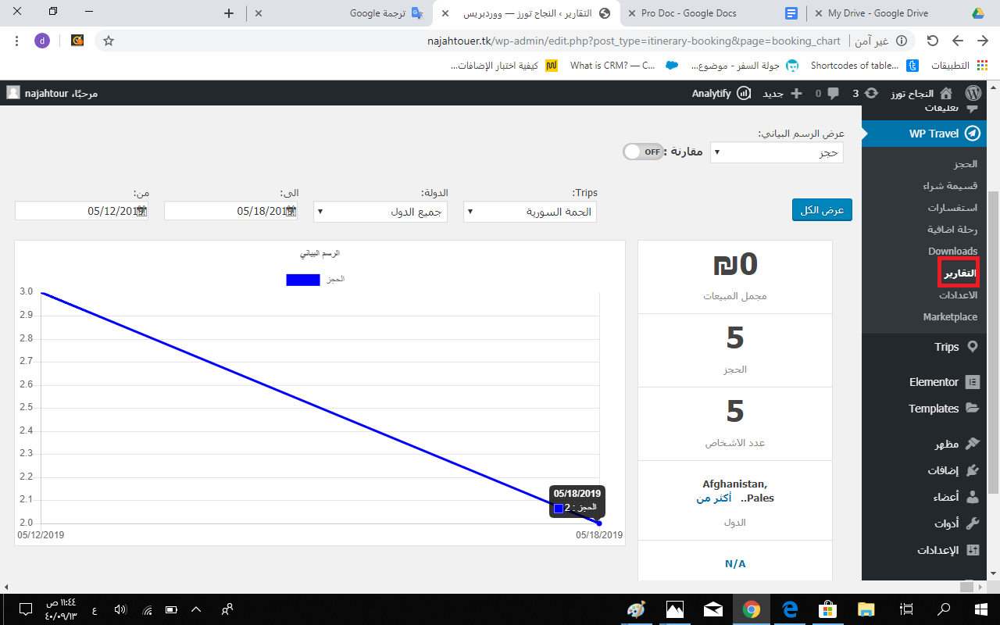 ترجمة Google
التقارير ‹ النجاح تورز — ووردبريس
Pro Doc - Google Docs
My Drive - Google Drive
d
najahtouer.tk/wp-admin/edit.php?post_type=itinerary-booking&page=booking_chart
غير آمن
التطبيقات
Shortcodes of table...
جولة السفر - موضوع...
What is CRM? — C...
كيفية اختبار الإضافات...
النجاح تورز
3
0
جديد
Analytify
مرحبًا، najahtour
تعليقات
WP Travel
الحجز
قسيمة شراء
استفسارات
رحلة اضافية
Downloads
التقارير
الاعدادات
Marketplace
Trips
Elementor
Templates
مظهر
إضافات
أعضاء
أدوات
الإعدادات
عرض الرسم البياني:
حجز
مقارنة :
OFF
Trips:
الدولة:
الى:
من:
عرض الكل
الحمة السورية
جميع الدول
05/18/2019
05/12/2019
₪0
مجمل المبيعات
5
الحجز
5
عدد الاشخاص
Afghanistan,
Pales.. أكثر من
الدول
N/A
الرسم البياني
الحجز
3.0
2.9
2.8
2.7
2.6
2.5
2.4
2.3
2.2
2.1
2.0
05/12/2019
05/18/2019
05/18/2019
الحجز : 2
١١:٤٤ ص
٤٠/٠٩/١٣
ع